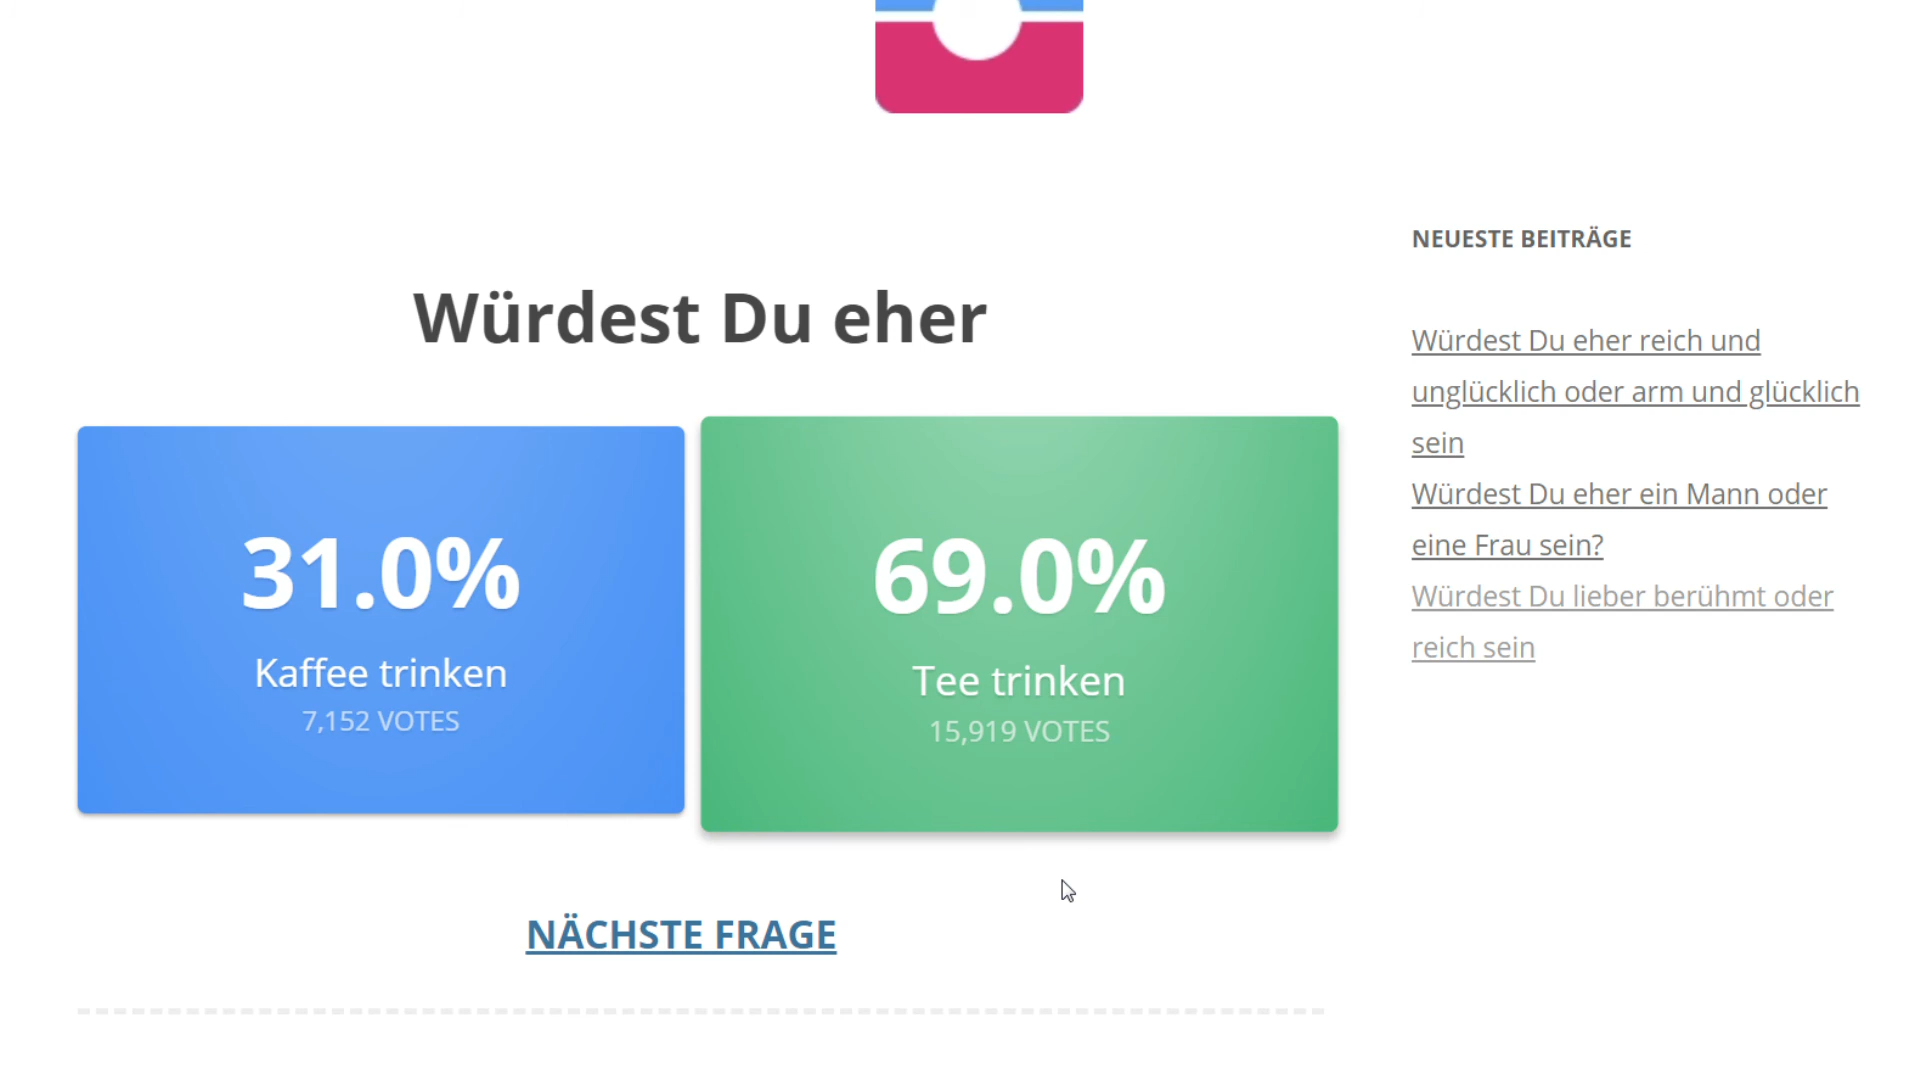 Würdest Du eher
31.0%
Kaffee trinken
7,152 VOTES
69.0%
Tee trinken
15,919 VOTES
NÄCHSTE FRAGE
NEUESTE BEITRÄGE
Würdest Du eher reich und
unglücklich oder arm und glücklich
sein
Würdest Du eher ein Mann oder
eine Frau sein?
Würdest Du lieber berühmt oder
reich sein